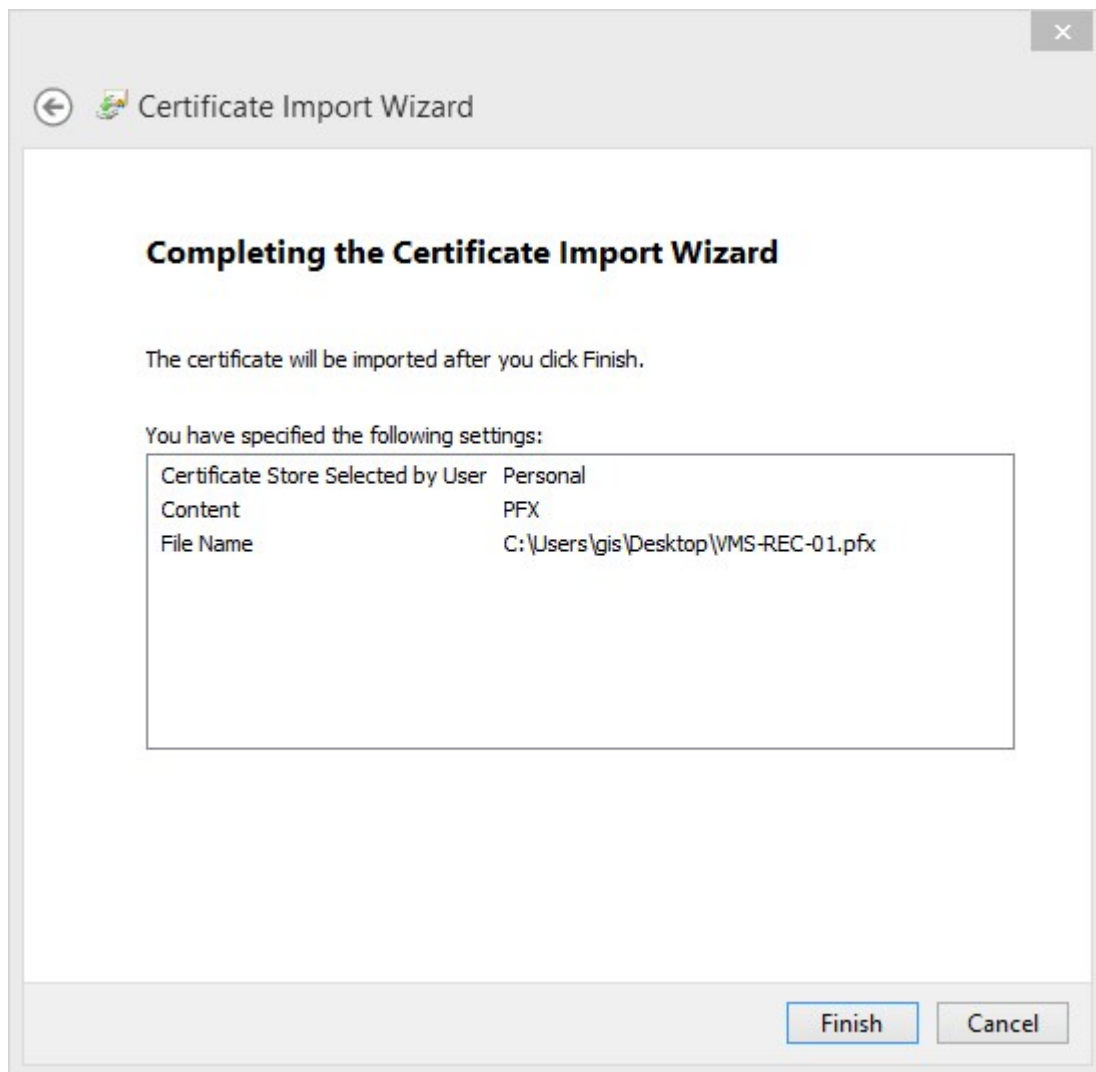 Certificate Import Wizard
Completing the Certificate Import Wizard
The certificate will be imported after you click Finish.
You have specified the following settings:
Certificate Store Selected by User Personal
Content PFX
File Name C:\Users\gis\Desktop\VMS-REC-01.pfx
Finish Cancel